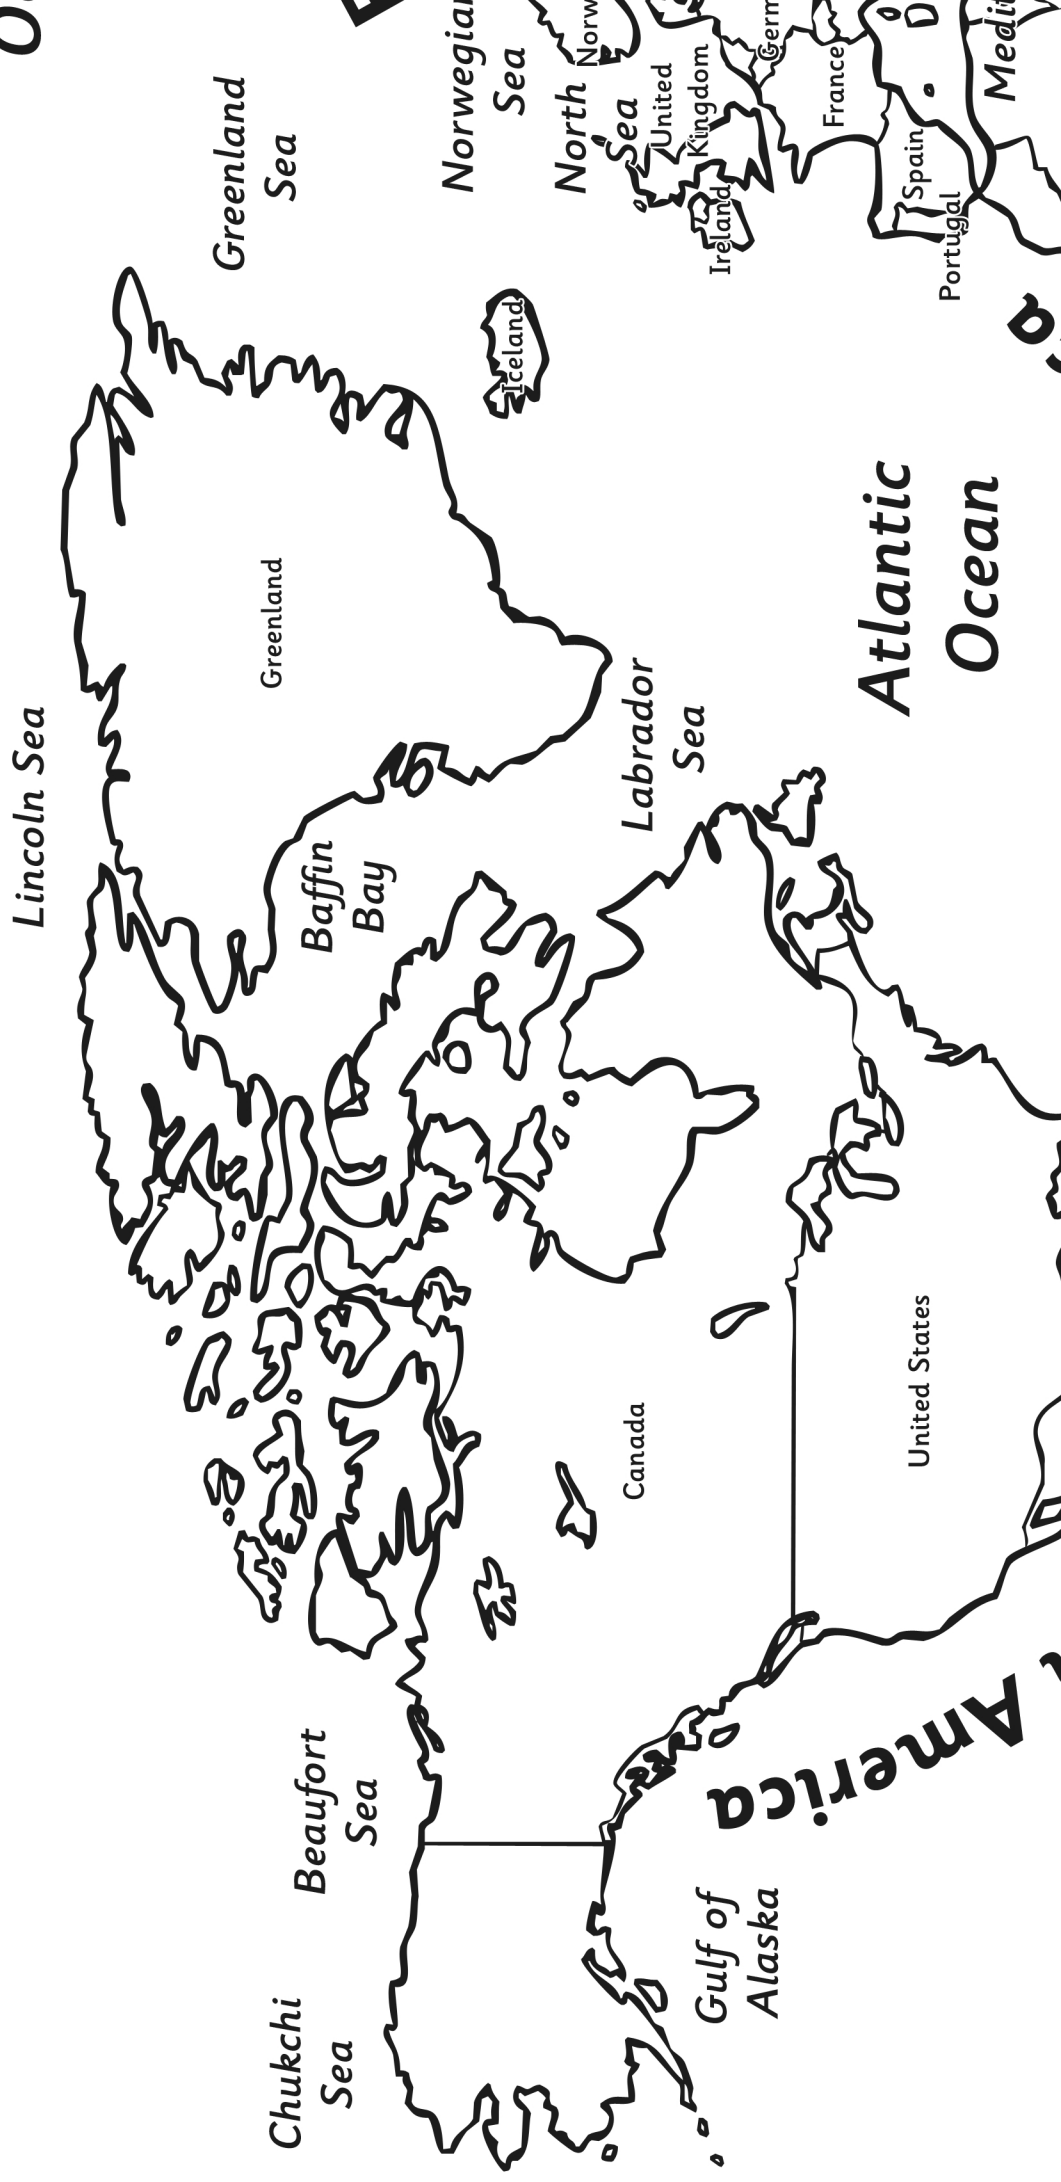 Lincoln Sea
Greenland
Sea
Chukchi
Sea
Beaufort
Sea
Baffin
Bay
Greenland
Norwegian
Sea
Iceland
North
Sea
Labrador
Sea
United
Kingdom
Ireland
Gulf of
Alaska
America
Canada
Atlantic
Ocean
France
Spain
Portugal
United States